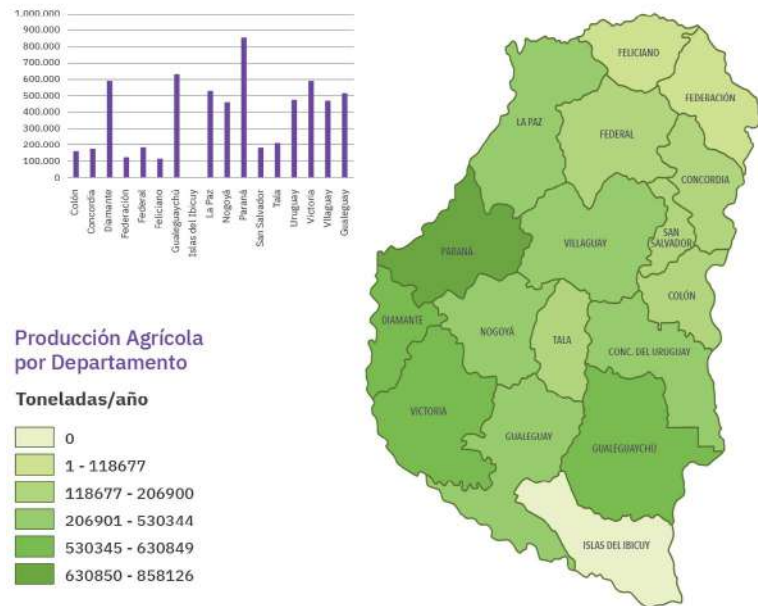 1.000.000
900.000
800.000
700.000
600.000
500.000
400.000
300.000
200.000
100.000
0
Colón
Concordia
Diamante
Federación
Federal
Feliciano
Gualeguaychú
Islas del Ibicuy
La Paz
Nogoyá
Paraná
San Salvador
Tala
Uruguay
Victoria
Villaguay
Gualeguay
Producción Agrícola
por Departamento
Toneladas/año
0
1 - 118677
118677 - 206900
206901 - 530344
530345 - 630849
630850 - 858126
FELICIANO
FEDERACIÓN
LA PAZ
FEDERAL
CONCORDIA
SAN
SALVADOR
PARANÁ
VILLAGUAY
COLÓN
DIAMANTE
NOGOYÁ
TALA
CONC. DEL URUGUAY
VICTORIA
GUALEGUAY
GUALEGUAYCHÚ
ISLAS DEL IBICUY